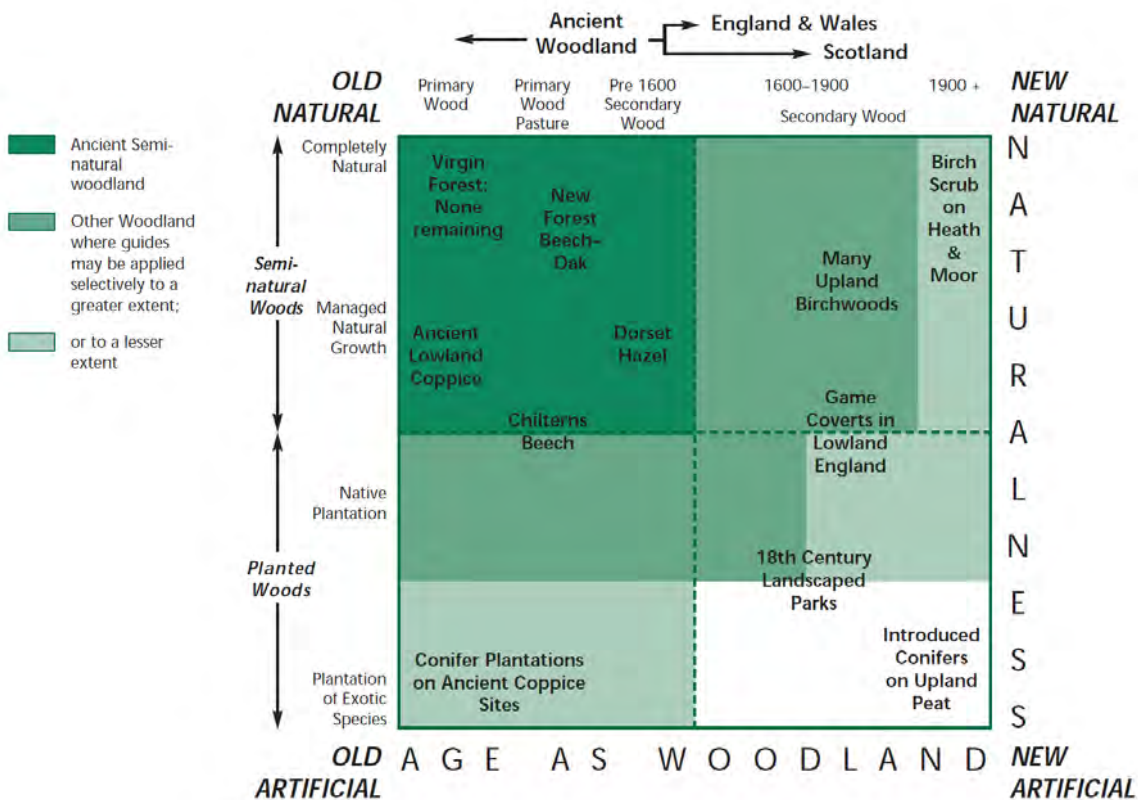 Ancient
Woodland
England & Wales
Scotland
OLD
NATURAL
Primary
Wood
Primary
Wood
Pasture
Pre 1600
Secondary
Wood
1600–1900
1900 +
Secondary Wood
NEW
NATURAL
Ancient Semi-
natural
woodland
Other Woodland
where guides
may be applied
selectively to a
greater extent;
or to a lesser
extent
Semi-
natural
Woods
Planted
Woods
Completely
Natural
Managed
Natural
Growth
Native
Plantation
Plantation
of Exotic
Species
Virgin
Forest:
None
remaining
New
Forest
Beech–
Oak
Many
Upland
Birchwoods
Birch
Scrub
on
Heath
&
Moor
Ancient
Lowland
Coppice
Dorset
Hazel
Chilterns
Beech
Game
Coverts in
Lowland
England
18th Century
Landscaped
Parks
Conifer Plantations
on Ancient Coppice
Sites
Introduced
Conifers
on Upland
Peat
N
A
T
U
R
A
L
N
E
S
S
OLD
ARTIFICIAL
A G E A S W O O D L A N D
NEW
ARTIFICIAL